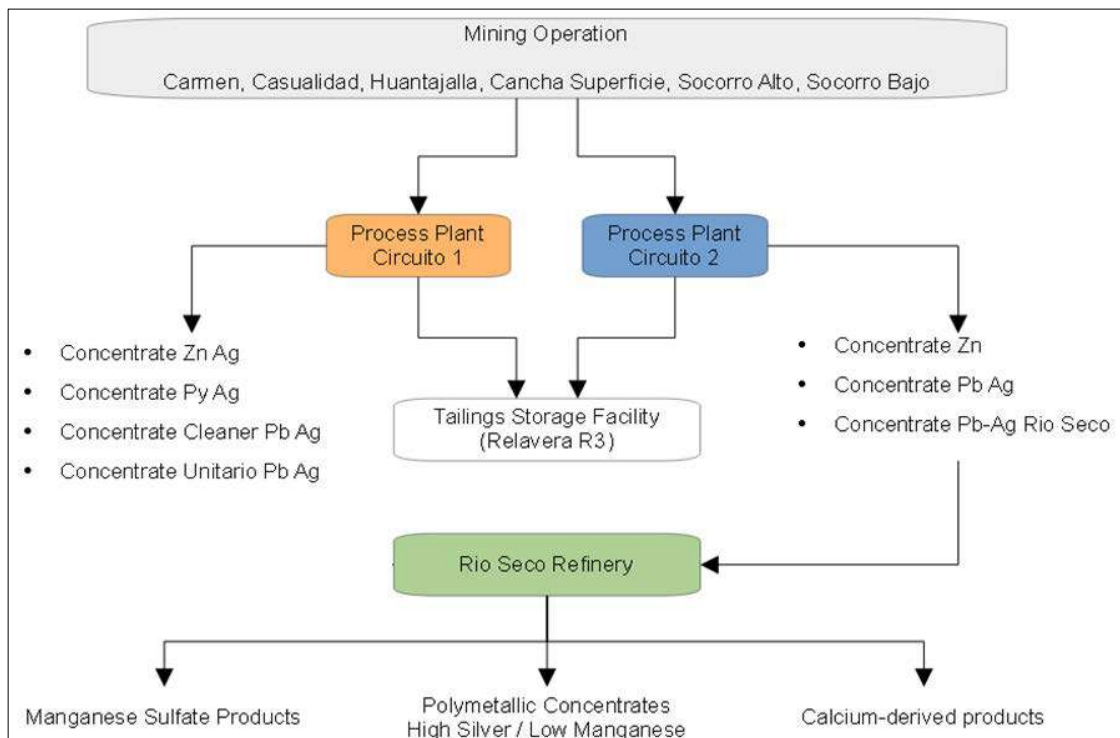 Mining Operation
Carmen, Casualidad, Huantajalla, Cancha Superficie, Socorro Alto, Socorro Bajo
Process Plant
Circuito 1
Process Plant
Circuito 2
• Concentrate Zn Ag
• Concentrate Py Ag
• Concentrate Cleaner Pb Ag
• Concentrate Unitario Pb Ag
• Concentrate Zn
• Concentrate Pb Ag
• Concentrate Pb-Ag Rio Seco
Tailings Storage Facility
(Relavera R3)
Rio Seco Refinery
Manganese Sulfate Products
Polymetallic Concentrates
High Silver / Low Manganese
Calcium-derived products